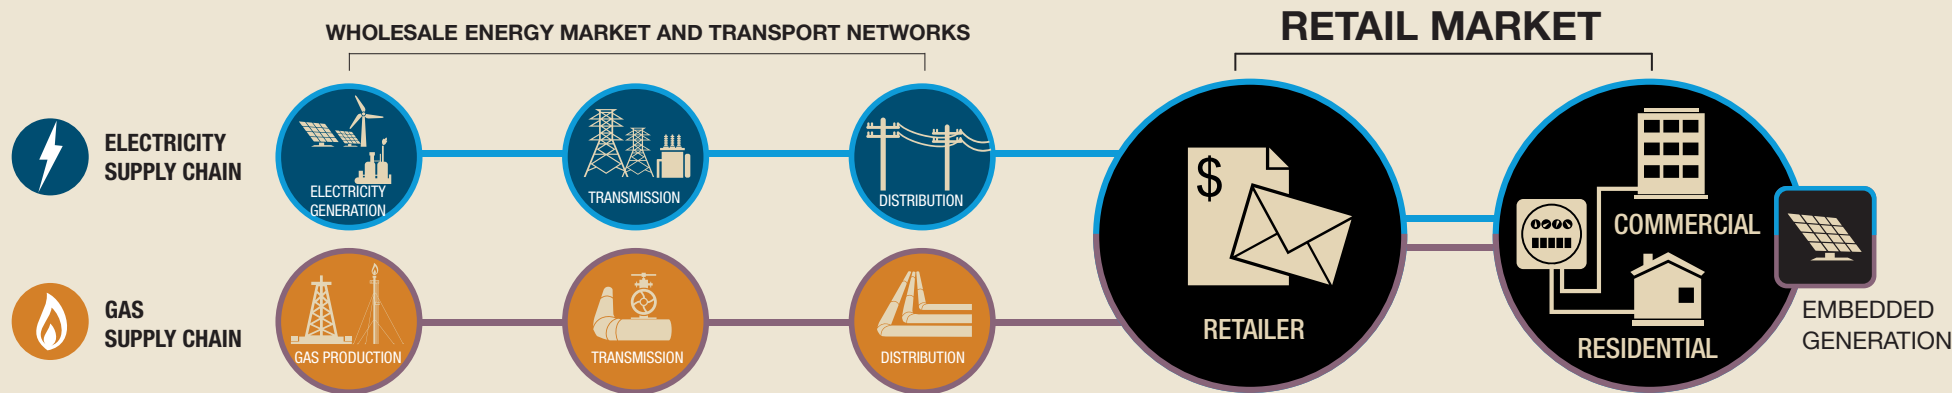 WHOLESALE ENERGY MARKET AND TRANSPORT NETWORKS
RETAIL MARKET
ELECTRICITY
SUPPLY CHAIN
ELECTRICITY
GENERATION
TRANSMISSION
DISTRIBUTION
GAS
SUPPLY CHAIN
GAS PRODUCTION
TRANSMISSION
DISTRIBUTION
$
RETAILER
COMMERCIAL
RESIDENTIAL
EMBEDDED
GENERATION